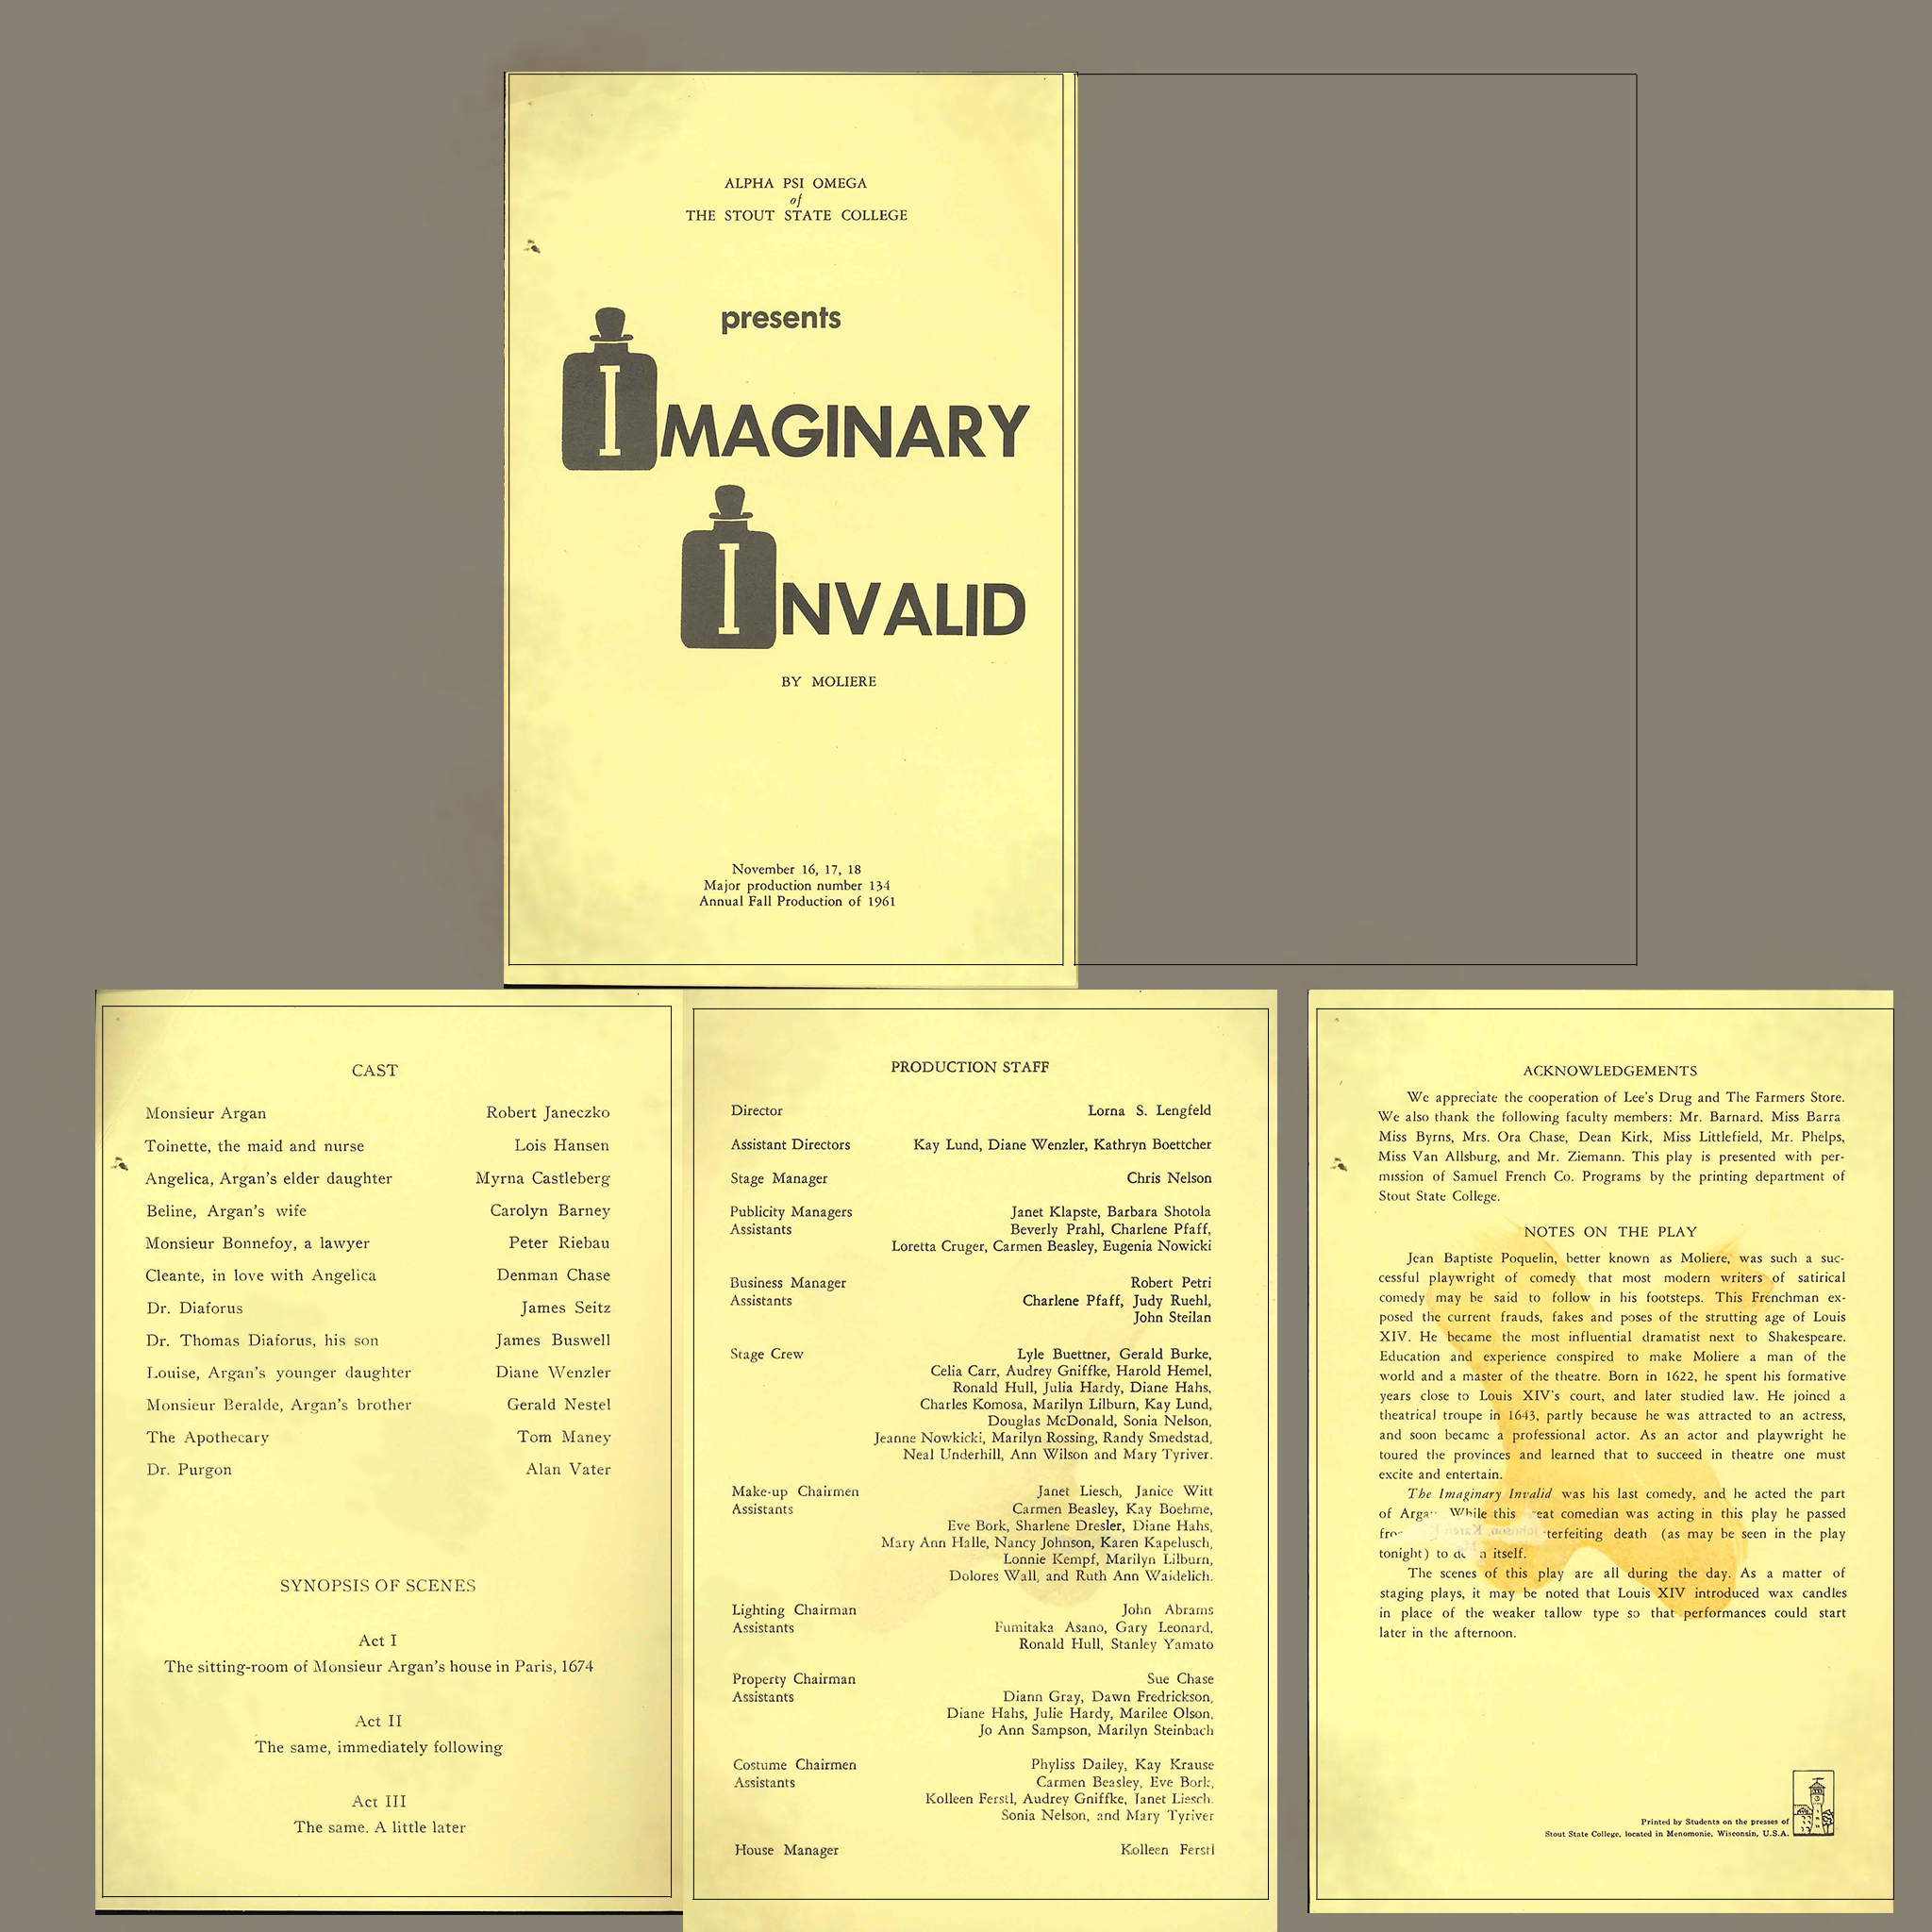 ALPHA PSI OMEGA
of
THE STOUT STATE COLLEGE
presents
IMAGINARY
INVALID
BY MOLIERE
November 16, 17, 18
Major production number 134
Annual Fall Production of 1961
CAST
Monsieur Argan Robert Janeczko
Toinette, the maid and nurse Lois Hansen
Angelica, Argan's elder daughter Myrna Castleberg
Beline, Argan's wife Carolyn Barney
Monsieur Bonnefoy, a lawyer Peter Riebau
Cleante, in love with Angelica Denman Chase
Dr. Diaforus James Seitz
Dr. Thomas Diaforus, his son James Buswell
Louise, Argan's younger daughter Diane Wenzler
Monsieur Beralde, Argan's brother Gerald Nestel
The Apothecary Tom Maney
Dr. Purgon Alan Vater
SYNOPSIS OF SCENES
Act I
The sitting-room of Monsieur Argan's house in Paris, 1674
Act II
The same, immediately following
Act III
The same. A little later
PRODUCTION STAFF
Director Lorna S. Lengfeld
Assistant Directors Kay Lund, Diane Wenzler, Kathryn Boettcher
Stage Manager Chris Nelson
Publicity Managers Janet Klapste, Barbara Shotola
Assistants Beverly Prahl, Charlene Pfaff,
Loretta Cruger, Carmen Beasley, Eugenia Nowicki
Business Manager Robert Petri
Assistants Charlene Pfaff, Judy Ruehl,
John Steilan
Stage Crew Lyle Buettner, Gerald Burke,
Celia Carr, Audrey Gniffke, Harold Hemel,
Ronald Hull, Julia Hardy, Diane Hahs,
Charles Komosa, Marilyn Lilburn, Kay Lund,
Douglas McDonald, Sonia Nelson,
Jeanne Nowkicki, Marilyn Rossing, Randy Smedstad,
Neal Underhill, Ann Wilson and Mary Tyriver.
Make-up Chairmen Janet Liesch, Janice Witt
Assistants Carmen Beasley, Kay Boehme,
Eve Bork, Sharlene Dresler, Diane Hahs,
Mary Ann Halle, Nancy Johnson, Karen Kapelusch,
Lonnie Kempf, Marilyn Lilburn,
Dolores Wall, and Ruth Ann Waidelich.
Lighting Chairman John Abrams
Assistants Fumitaka Asano, Gary Leonard,
Ronald Hull, Stanley Yamato
Property Chairman Sue Chase
Assistants Diann Gray, Dawn Fredrickson,
Diane Hahs, Julie Hardy, Marilee Olson,
Jo Ann Sampson, Marilyn Steinbach
Costume Chairmen Phyliss Dailey, Kay Krause
Assistants Carmen Beasley, Eve Bork,
Kolleen Ferstl, Audrey Gniffke, Janet Liesch.
Sonia Nelson, and Mary Tyriver
House Manager Kolleen Ferstl
ACKNOWLEDGEMENTS
We appreciate the cooperation of Lee's Drug and The Farmers Store.
We also thank the following faculty members: Mr. Barnard, Miss Barra
Miss Byrns, Mrs. Ora Chase, Dean Kirk, Miss Littlefield, Mr. Phelps,
Miss Van Allsburg, and Mr. Ziemann. This play is presented with per-
mission of Samuel French Co. Programs by the printing department of
Stout State College.
NOTES ON THE PLAY
Jean Baptiste Poquelin, better known as Moliere, was such a suc-
cessful playwright of comedy that most modern writers of satirical
comedy may be said to follow in his footsteps. This Frenchman ex-
posed the current frauds, fakes and poses of the strutting age of Louis
XIV. He became the most influential dramatist next to Shakespeare.
Education and experience conspired to make Moliere a man of the
world and a master of the theatre. Born in 1622, he spent his formative
years close to Louis XIV's court, and later studied law. He joined a
theatrical troupe in 1643, partly because he was attracted to an actress,
and soon became a professional actor. As an actor and playwright he
toured the provinces and learned that to succeed in theatre one must
excite and entertain.
The Imaginary Invalid was his last comedy, and he acted the part
of While this comedian was acting in this play he passed
death (as may be seen in the play
tonight) to itself.
The scenes of this play are all during the day. As a matter of
staging plays, it may be noted that Louis XIV introduced wax candles
in place of the weaker tallow type so that performances could start
later in the afternoon.
Printed by Students on the presses of
Stout State College, located in Menomonie, Wisconsin, U.S.A.